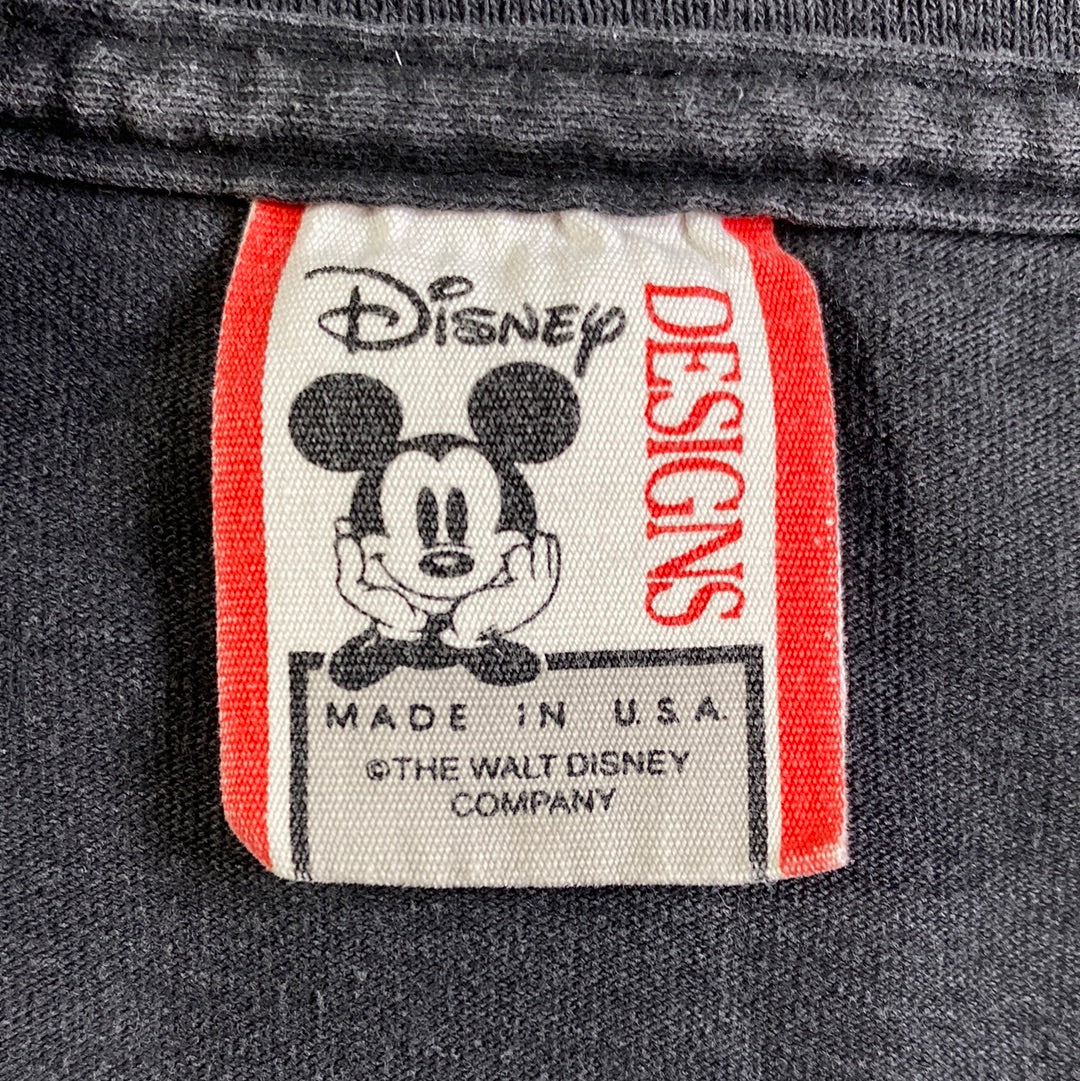 Disney
DESIGNS
MADE IN U.S.A.
©THE WALT DISNEY
COMPANY